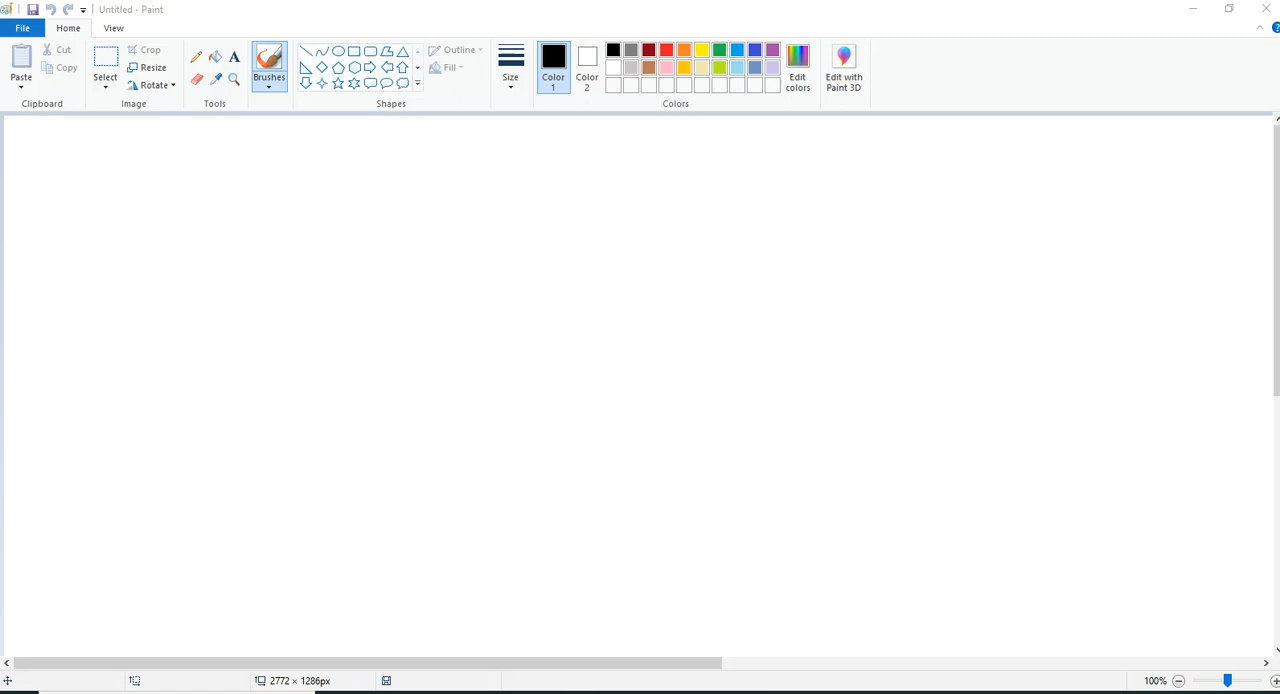 Untitled - Paint
File Home View
Paste Cut Copy
Clipboard
Select Crop Resize Rotate
Image
A
Tools
Brushes
Shapes
Outline Fill
Size
Color 1
Color 2
Edit colors
Colors
Edit with Paint 3D
2772 × 1286px
100%